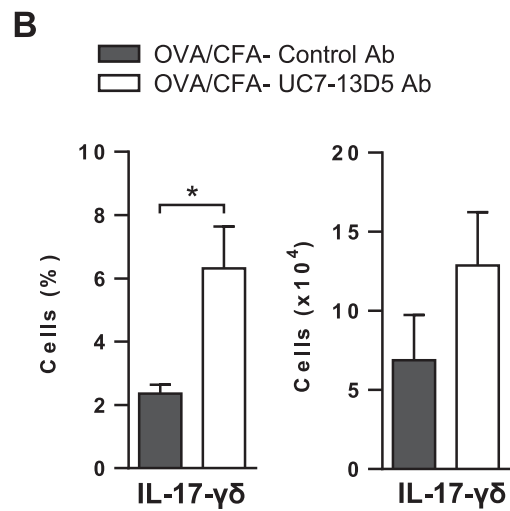 B
OVA/CFA- Control Ab
OVA/CFA- UC7-13D5 Ab
Cells (%)
10
8
6
4
2
0
*
IL-17-γδ
Cells (x10⁴)
20
15
10
5
0
IL-17-γδ